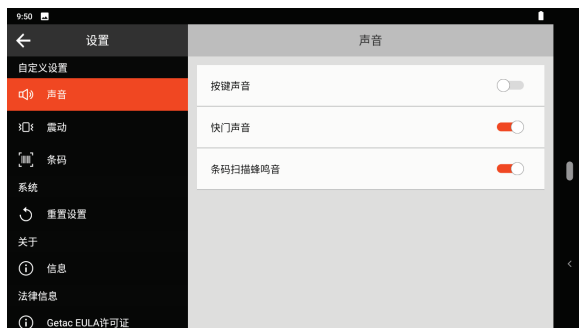 9:50
设置
声音
自定义设置
声音
震动
条码
系统
重置设置
关于
信息
法律信息
Getac EULA许可证
按键声音
快门声音
条码扫描蜂鸣音